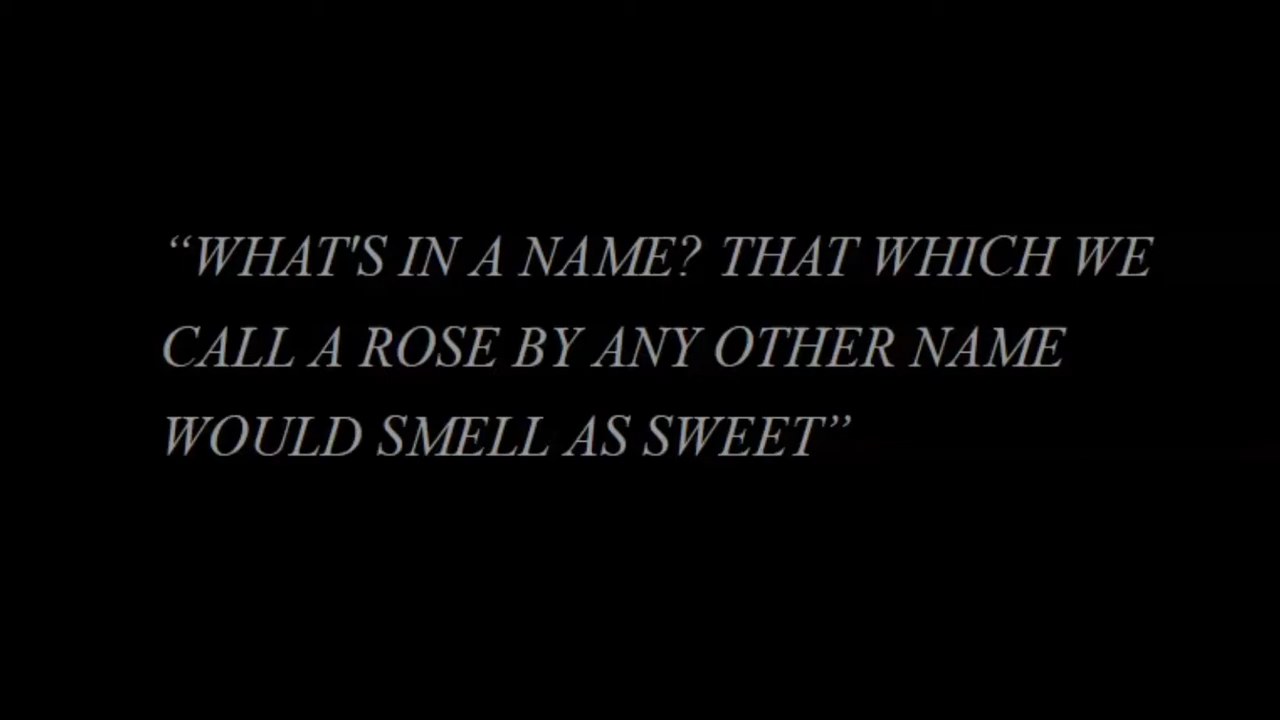 “WHAT'S IN A NAME? THAT WHICH WE
CALL A ROSE BY ANY OTHER NAME
WOULD SMELL AS SWEET”